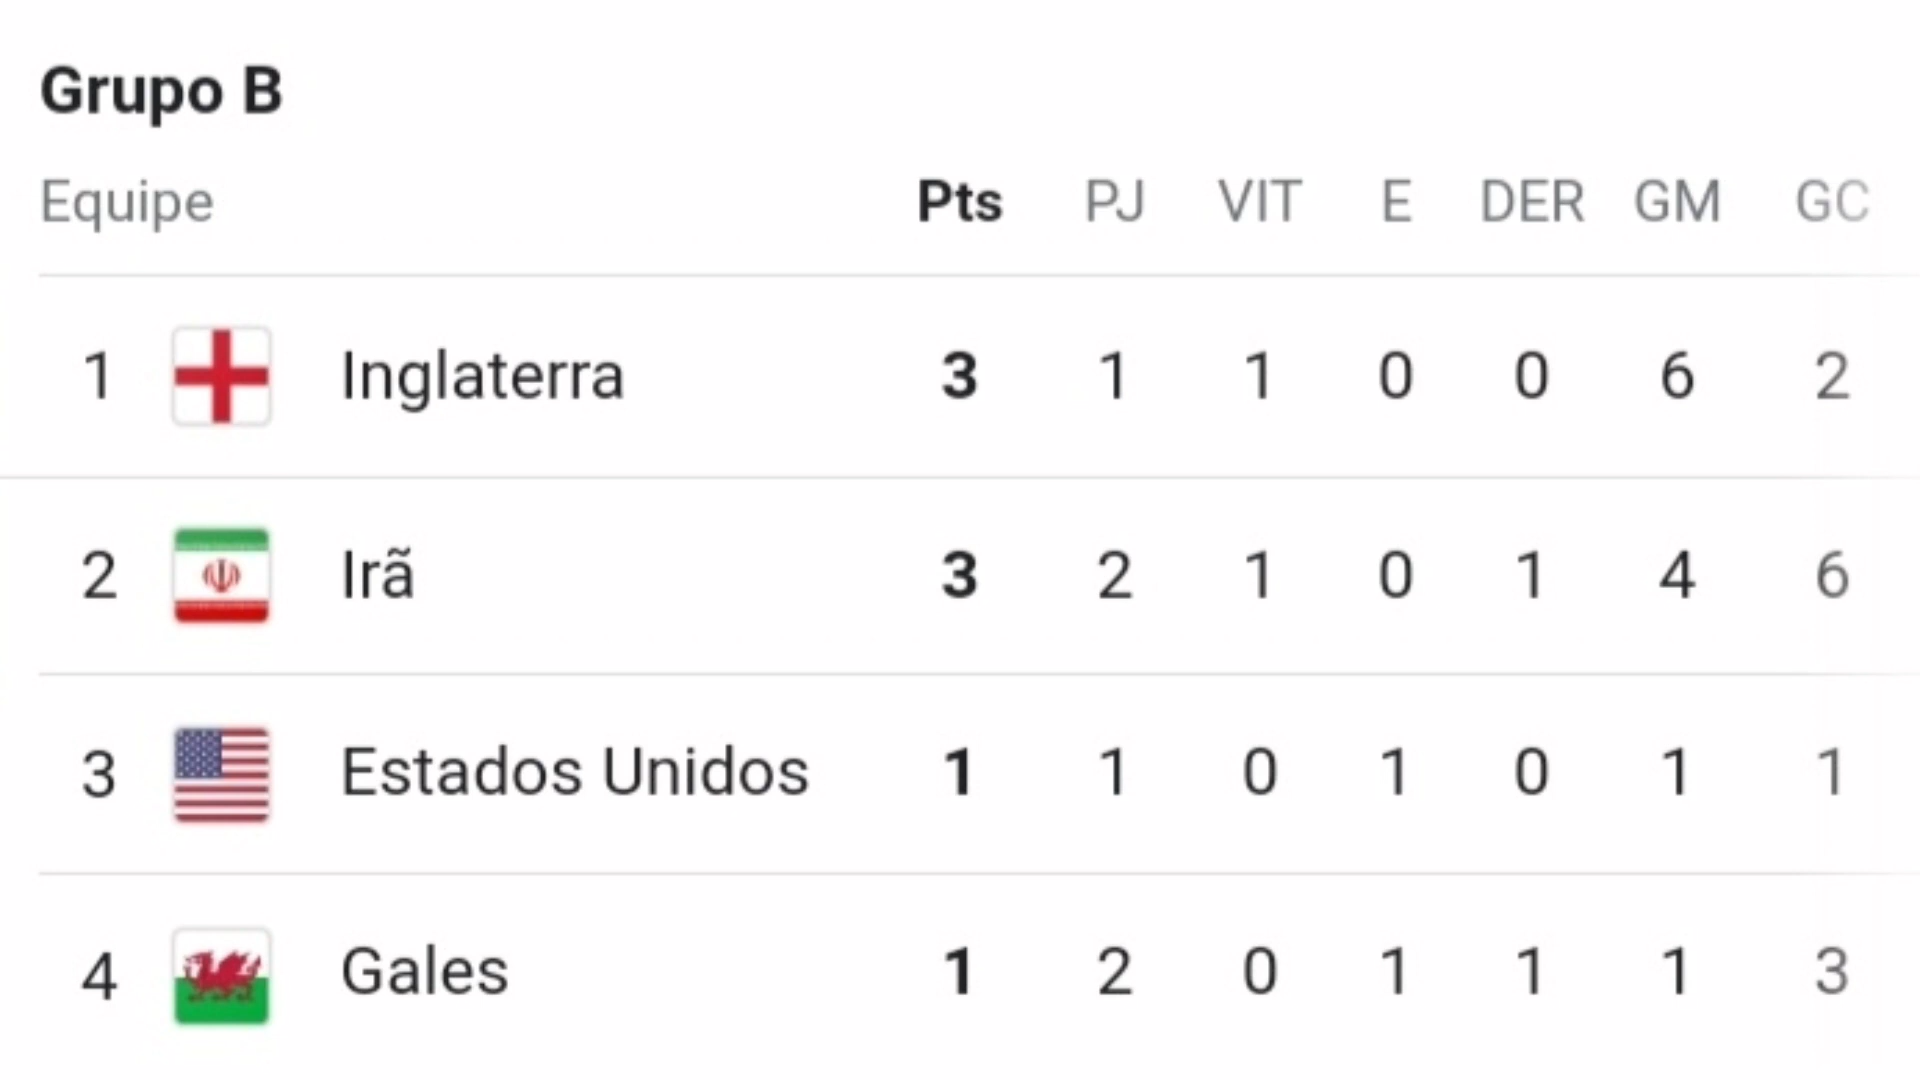 Grupo B
Equipe Pts PJ VIT E DER GM GC
1 Inglaterra 3 1 1 0 0 6 2
2 Irã 3 2 1 0 1 4 6
3 Estados Unidos 1 1 0 1 0 1 1
4 Gales 1 2 0 1 1 1 3